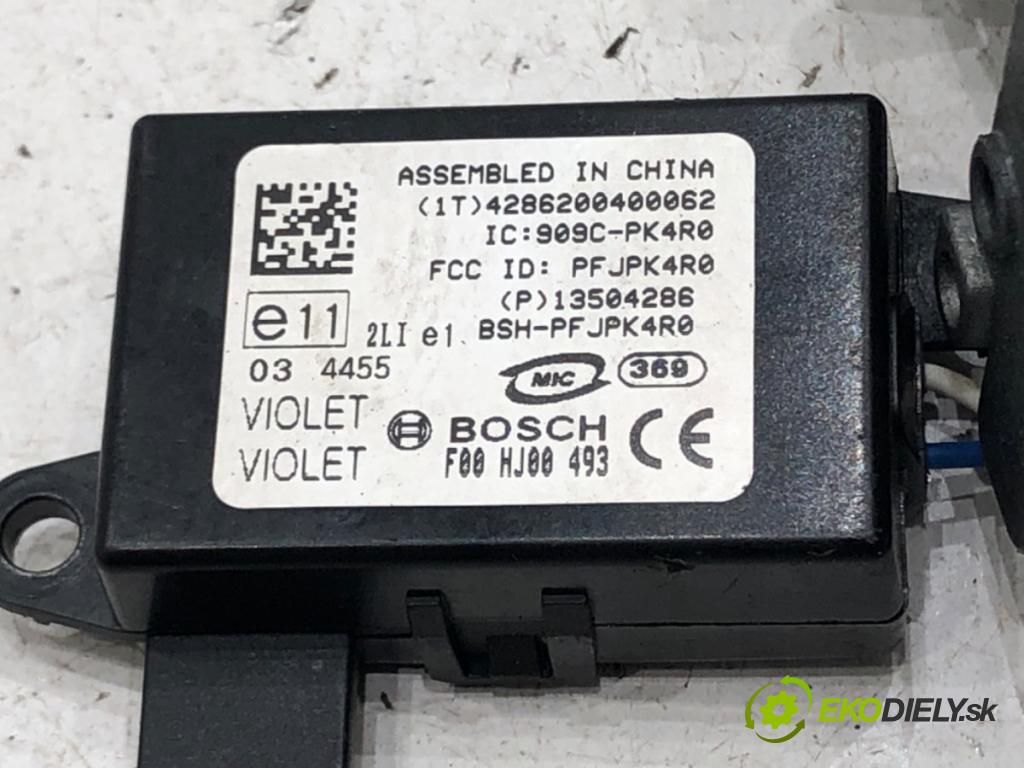 ASSEMBLED IN CHINA
(1T)4286200400062
IC:909C-PK4R0
FCC ID: PFJPK4R0
(P)13504286
e11 2LI e1 BSH-PFJPK4R0
03 4455
MIC 369
VIOLET BOSCH CE
VIOLET F00 HJ00 493
EKODIELY.sk